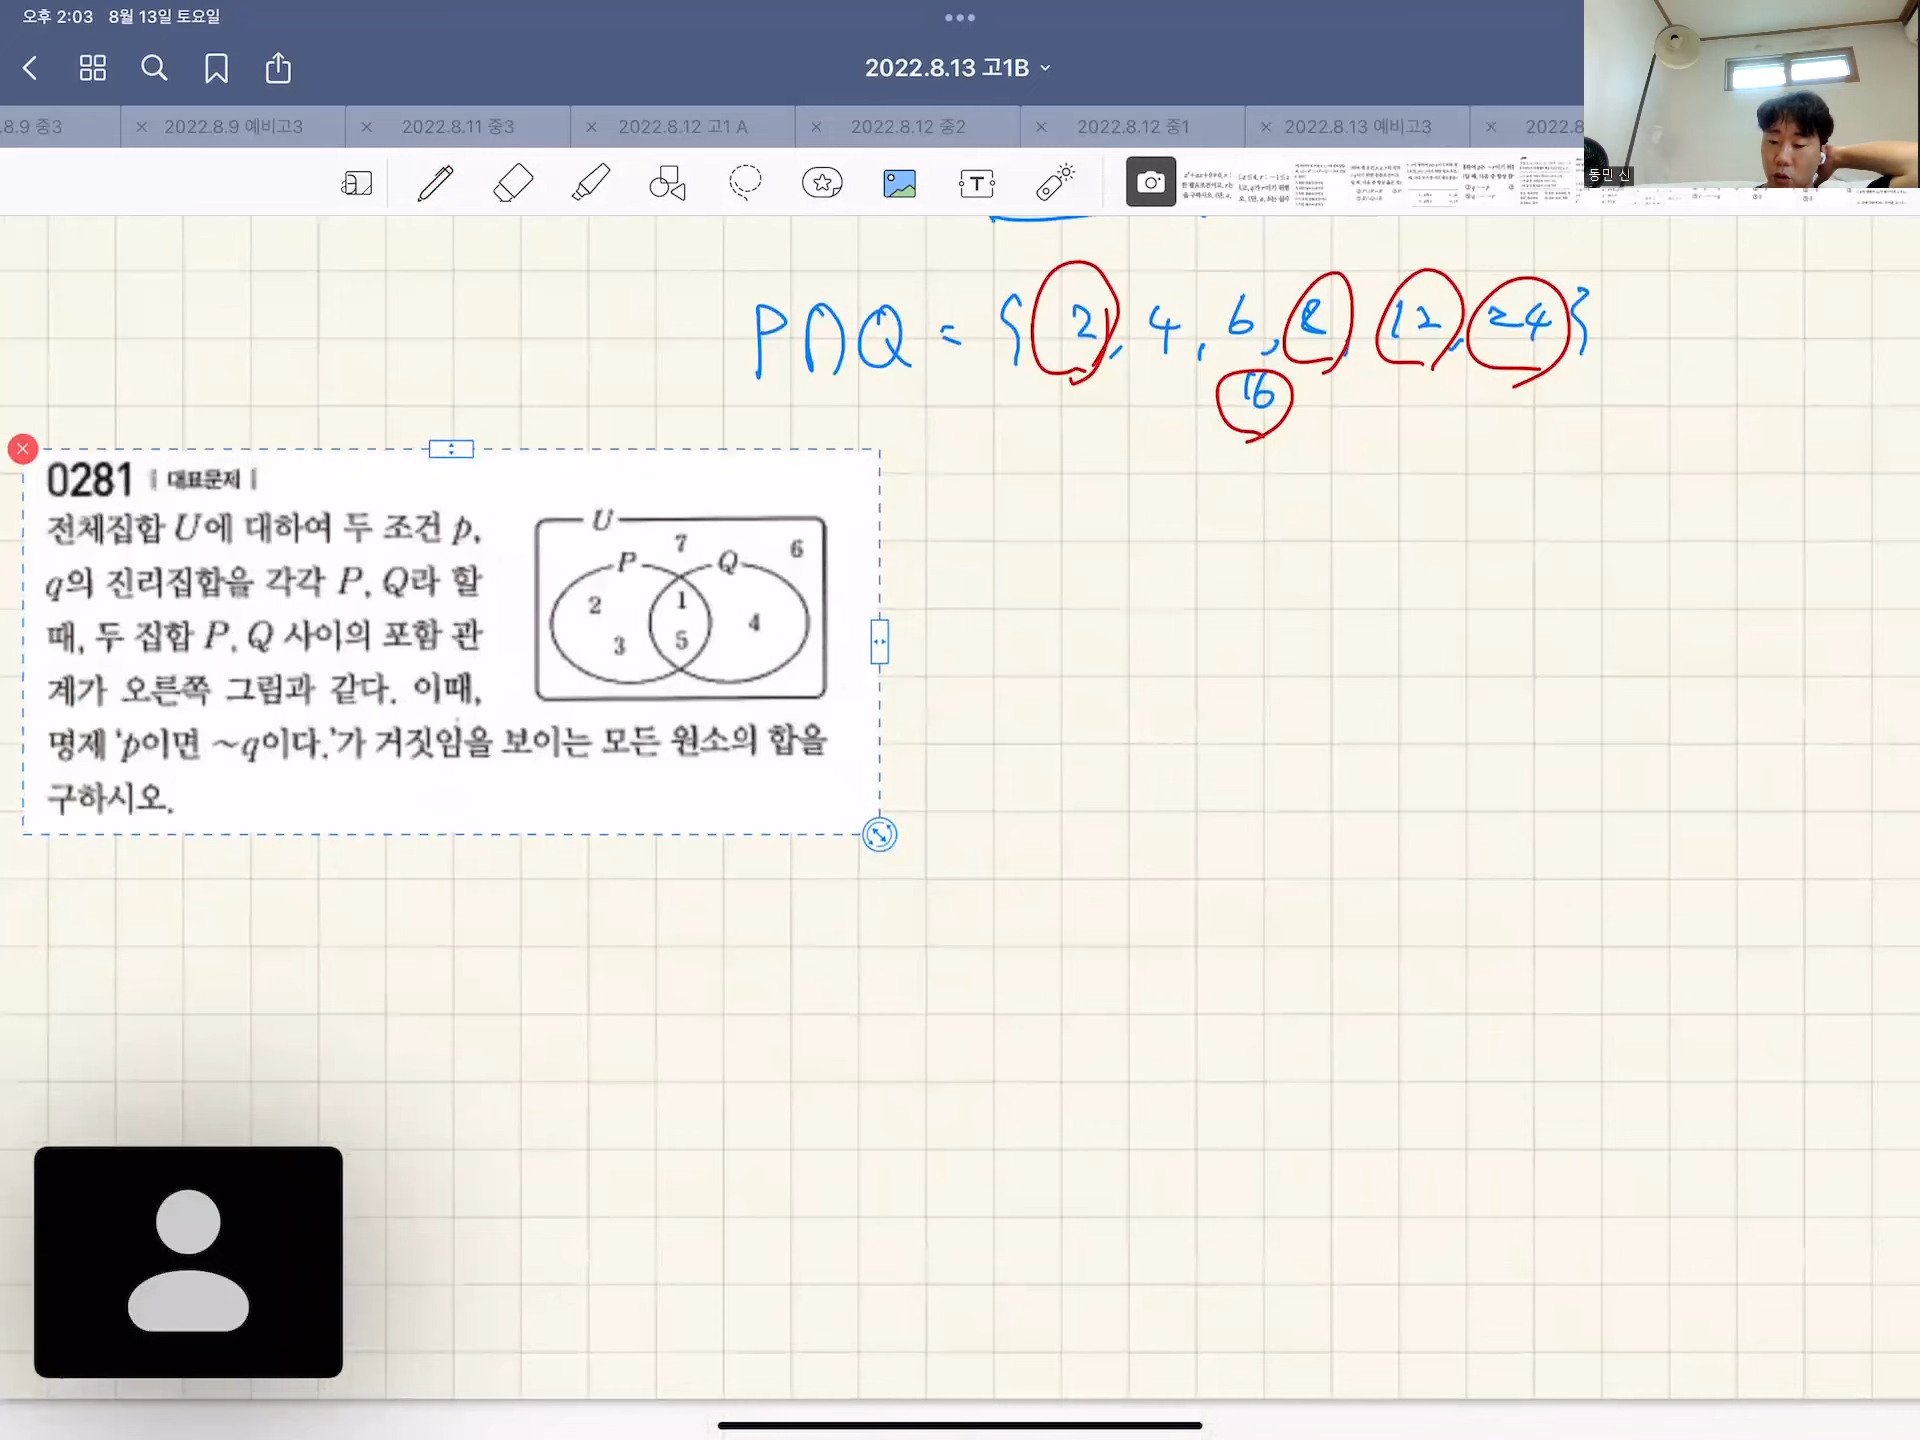 오후 2:03 8월 13일 토요일
2022.8.13 고1B
8.9 중3
2022.8.9 예비고3
2022.8.11 중3
2022.8.12 고1 A
2022.8.12 중2
2022.8.12 중1
2022.8.13 예비고3
2022.8
동민 신
P∩Q = {2, 4, 6, 8, 12, 24}
16
0281 | 대표문제 |
전체집합 U에 대하여 두 조건 p,
q의 진리집합을 각각 P, Q라 할
때, 두 집합 P, Q 사이의 포함 관
계가 오른쪽 그림과 같다. 이때,
명제 ‘p이면 ~q이다.’가 거짓임을 보이는 모든 원소의 합을
구하시오.
U
7 6
P Q
2 1
3 5 4